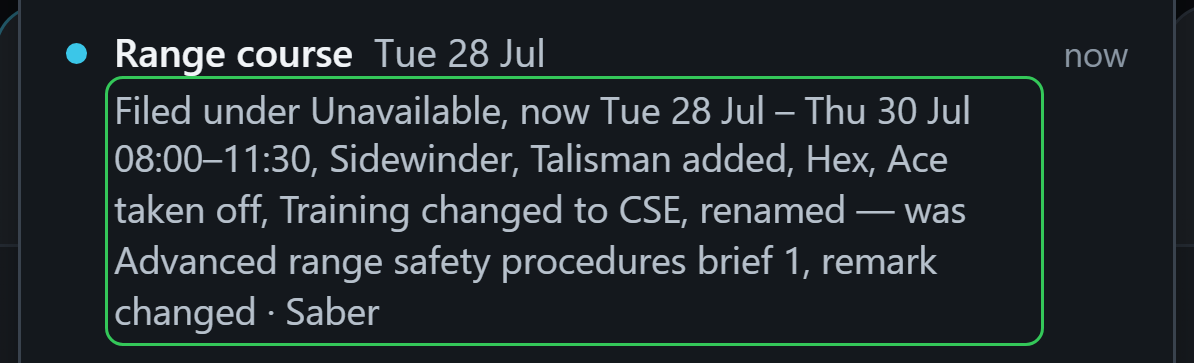 Range course Tue 28 Jul now
Filed under Unavailable, now Tue 28 Jul – Thu 30 Jul
08:00–11:30, Sidewinder, Talisman added, Hex, Ace
taken off, Training changed to CSE, renamed — was
Advanced range safety procedures brief 1, remark
changed · Saber